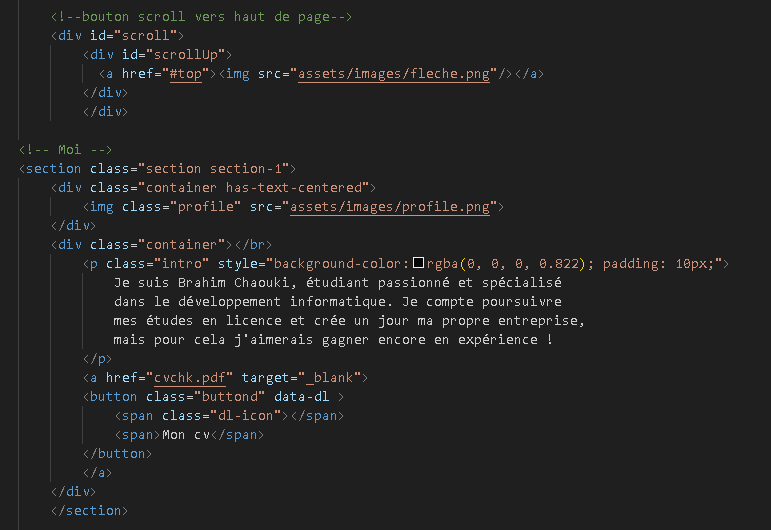 <!--bouton scroll vers haut de page-->
<div id="scroll">
<div id="scrollUp">
<a href="#top"><img src="assets/images/fleche.png"/></a>
</div>
</div>
<!-- Moi -->
<section class="section section-1">
<div class="container has-text-centered">
<img class="profile" src="assets/images/profile.png">
</div>
<div class="container"></br>
<p class="intro" style="background-color:rgba(0, 0, 0, 0.822); padding: 10px;">
Je suis Brahim Chaouki, étudiant passionné et spécialisé
dans le développement informatique. Je compte poursuivre
mes études en licence et crée un jour ma propre entreprise,
mais pour cela j'aimerais gagner encore en expérience !
</p>
<a href="cvchk.pdf" target="_blank">
<button class="buttond" data-dl >
<span class="dl-icon"></span>
<span>Mon cv</span>
</button>
</a>
</div>
</section>